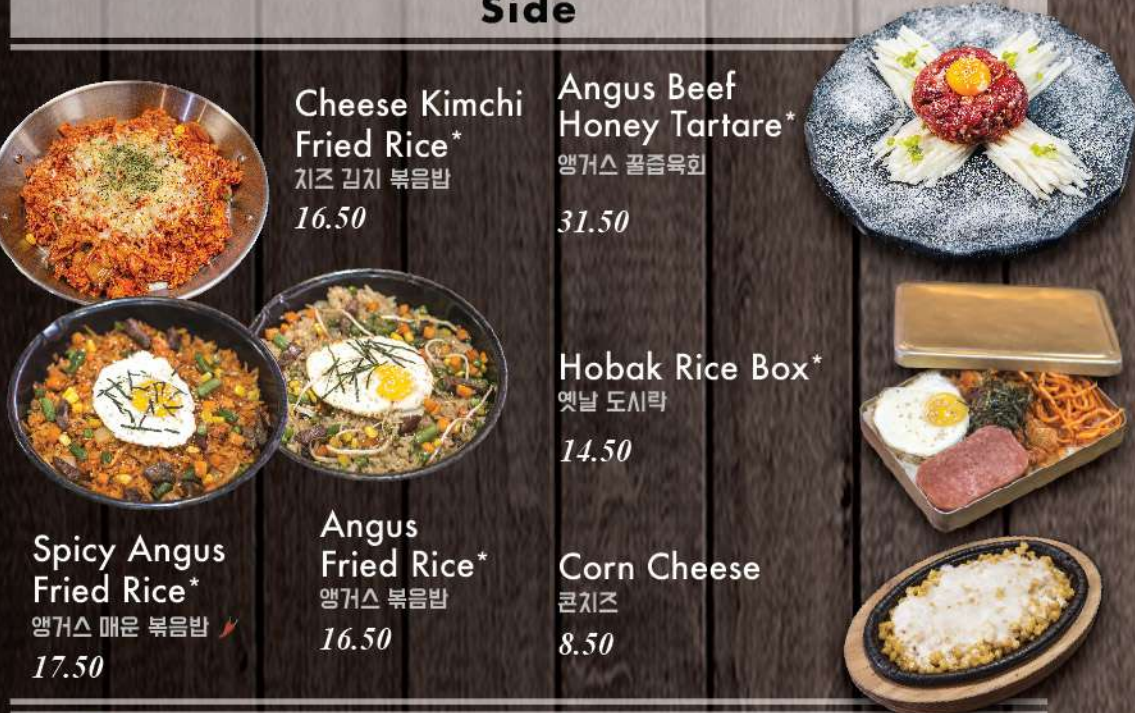 Side
Cheese Kimchi
Fried Rice*
치즈 김치 볶음밥
16.50
Angus Beef
Honey Tartare*
앵거스 꿀즙육회
31.50
Hobak Rice Box*
옛날 도시락
14.50
Spicy Angus
Fried Rice*
앵거스 매운 볶음밥
17.50
Angus
Fried Rice*
앵거스 볶음밥
16.50
Corn Cheese
콘치즈
8.50